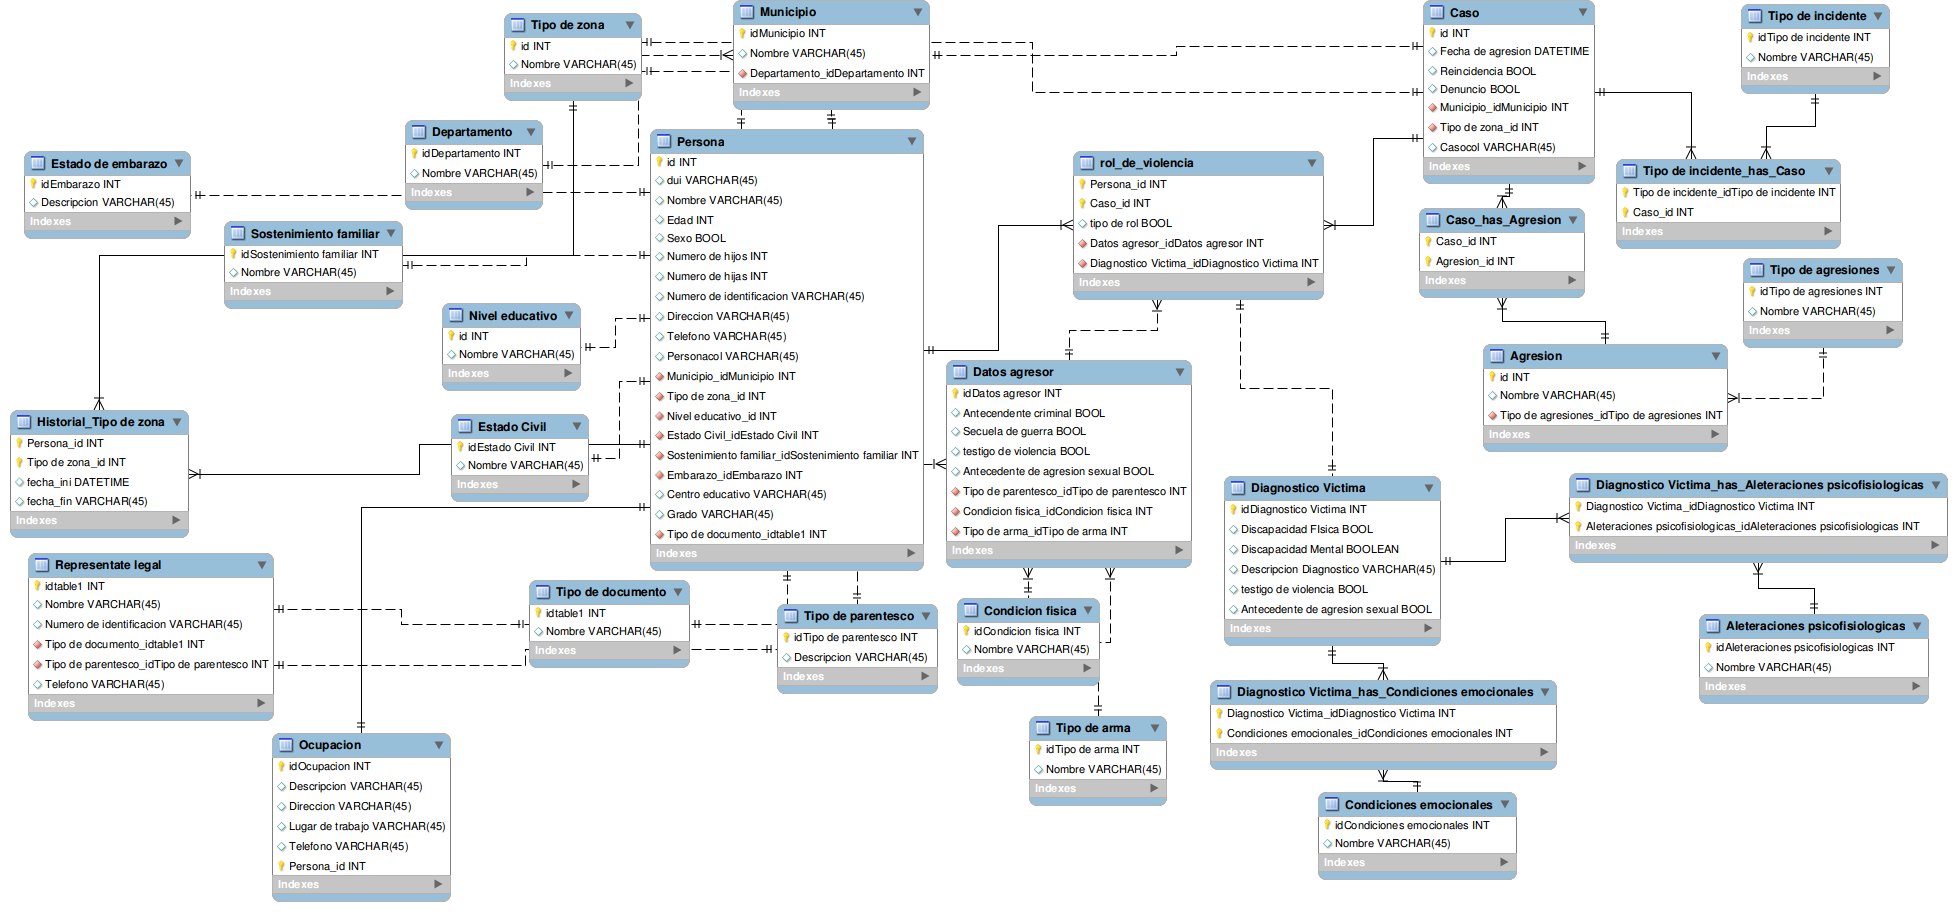 Tipo de zona
id INT
Nombre VARCHAR(45)
Indexes
Municipio
idMunicipio INT
Nombre VARCHAR(45)
Departamento_idDepartamento INT
Indexes
Caso
id INT
Fecha de agresion DATETIME
Reincidencia BOOL
Denuncio BOOL
Municipio_idMunicipio INT
Tipo de zona_id INT
Casocol VARCHAR(45)
Indexes
Tipo de incidente
idTipo de incidente INT
Nombre VARCHAR(45)
Indexes
Departamento
idDepartamento INT
Nombre VARCHAR(45)
Indexes
Estado de embarazo
idEmbarazo INT
Descripcion VARCHAR(45)
Indexes
Sostenimiento familiar
idSostenimiento familiar INT
Nombre VARCHAR(45)
Indexes
Nivel educativo
id INT
Nombre VARCHAR(45)
Indexes
Estado Civil
idEstado Civil INT
Nombre VARCHAR(45)
Indexes
Persona
id INT
dui VARCHAR(45)
Nombre VARCHAR(45)
Edad INT
Sexo BOOL
Numero de hijos INT
Numero de hijas INT
Numero de identificacion VARCHAR(45)
Direccion VARCHAR(45)
Telefono VARCHAR(45)
Personacol VARCHAR(45)
Municipio_idMunicipio INT
Tipo de zona_id INT
Nivel educativo_id INT
Estado Civil_idEstado Civil INT
Sostenimiento familiar_idSostenimiento familiar INT
Embarazo_idEmbarazo INT
Centro educativo VARCHAR(45)
Grado VARCHAR(45)
Tipo de documento_idtable1 INT
Indexes
rol_de_violencia
Persona_id INT
Caso_id INT
tipo de rol BOOL
Datos agresor_idDatos agresor INT
Diagnostico Victima_idDiagnostico Victima INT
Indexes
Tipo de incidente_has_Caso
Tipo de incidente_idTipo de incidente INT
Caso_id INT
Indexes
Caso_has_Agresion
Caso_id INT
Agresion_id INT
Indexes
Tipo de agresiones
idTipo de agresiones INT
Nombre VARCHAR(45)
Indexes
Agresion
id INT
Nombre VARCHAR(45)
Tipo de agresiones_idTipo de agresiones INT
Indexes
Datos agresor
idDatos agresor INT
Antecendente criminal BOOL
Secuela de guerra BOOL
testigo de violencia BOOL
Antecedente de agresion sexual BOOL
Tipo de parentesco_idTipo de parentesco INT
Condicion fisica_idCondicion fisica INT
Tipo de arma_idTipo de arma INT
Indexes
Historial_Tipo de zona
Persona_id INT
Tipo de zona_id INT
fecha_ini DATETIME
fecha_fin VARCHAR(45)
Indexes
Diagnostico Victima
idDiagnostico Victima INT
Discapacidad FIsica BOOL
Discapacidad Mental BOOLEAN
Descripcion Diagnostico VARCHAR(45)
testigo de violencia BOOL
Antecedente de agresion sexual BOOL
Indexes
Diagnostico Victima_has_Aleteraciones psicofisiologicas
Diagnostico Victima_idDiagnostico Victima INT
Aleteraciones psicofisiologicas_idAleteraciones psicofisiologicas INT
Indexes
Representate legal
idtable1 INT
Nombre VARCHAR(45)
Numero de identificacion VARCHAR(45)
Tipo de documento_idtable1 INT
Tipo de parentesco_idTipo de parentesco INT
Telefono VARCHAR(45)
Indexes
Tipo de documento
idtable1 INT
Nombre VARCHAR(45)
Indexes
Tipo de parentesco
idTipo de parentesco INT
Descripcion VARCHAR(45)
Indexes
Condicion fisica
idCondicion fisica INT
Nombre VARCHAR(45)
Indexes
Aleteraciones psicofisiologicas
idAleteraciones psicofisiologicas INT
Nombre VARCHAR(45)
Indexes
Diagnostico Victima_has_Condiciones emocionales
Diagnostico Victima_idDiagnostico Victima INT
Condiciones emocionales_idCondiciones emocionales INT
Indexes
Tipo de arma
idTipo de arma INT
Nombre VARCHAR(45)
Indexes
Ocupacion
idOcupacion INT
Descripcion VARCHAR(45)
Direccion VARCHAR(45)
Lugar de trabajo VARCHAR(45)
Telefono VARCHAR(45)
Persona_id INT
Indexes
Condiciones emocionales
idCondiciones emocionales INT
Nombre VARCHAR(45)
Indexes